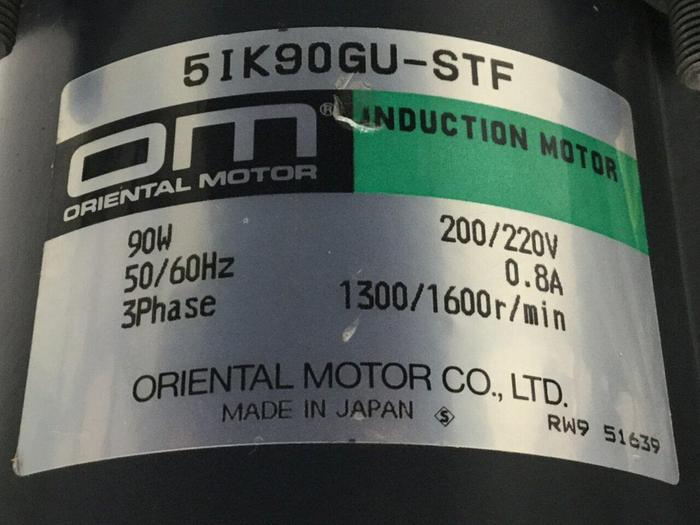 5IK90GU-STF
OM®
ORIENTAL MOTOR
INDUCTION MOTOR
90W 200/220V
50/60Hz 0.8A
3Phase 1300/1600r/min
ORIENTAL MOTOR CO., LTD.
MADE IN JAPAN S
RW9 51639